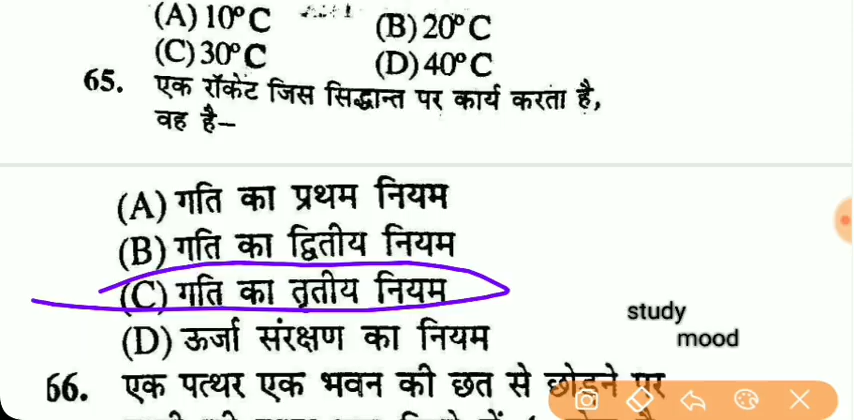 (A) 10° C (B) 20° C
(C) 30° C (D) 40° C
65. एक रॉकेट जिस सिद्धान्त पर कार्य करता है,
वह है–
(A) गति का प्रथम नियम
(B) गति का द्वितीय नियम
(C) गति का तृतीय नियम
(D) ऊर्जा संरक्षण का नियम
study
mood
66. एक पत्थर एक भवन की छत से छोड़ने पर